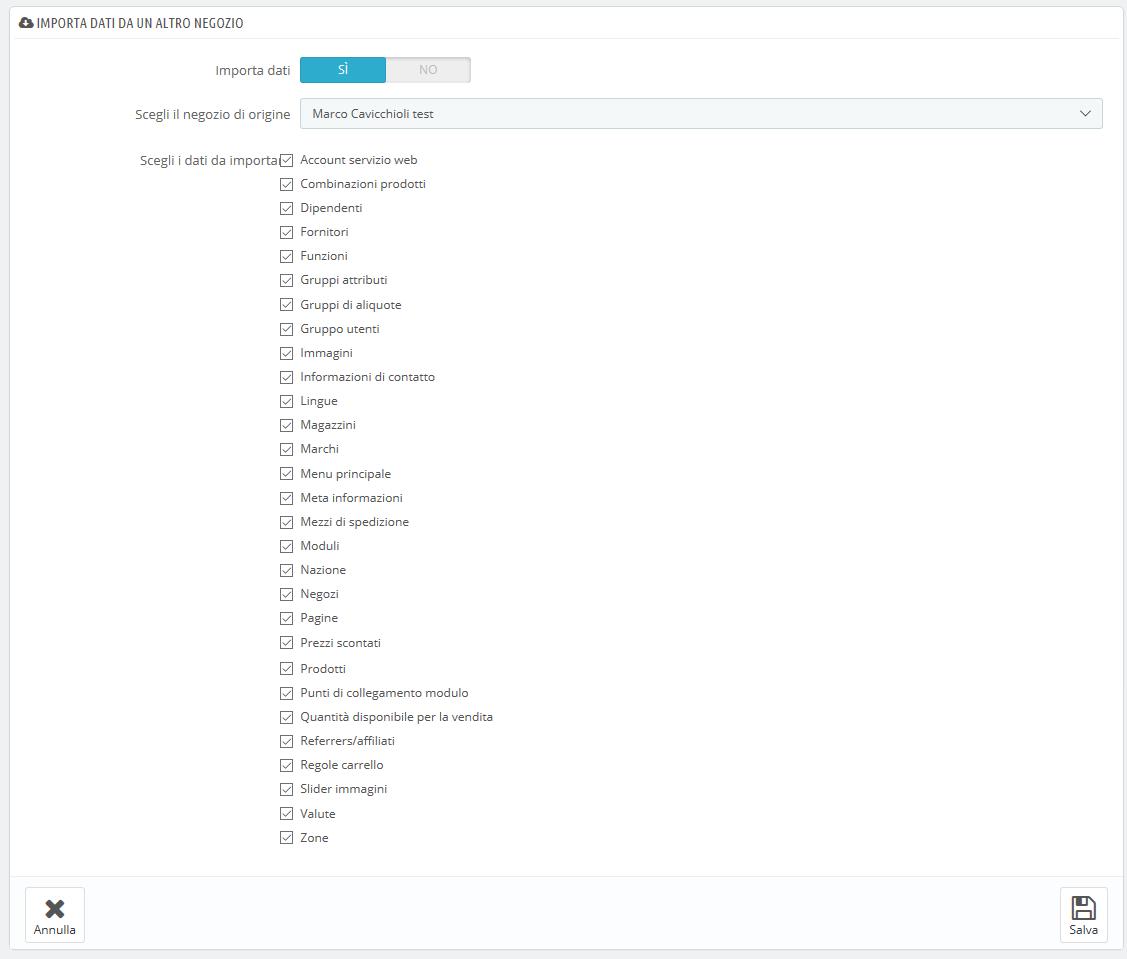 IMPORTA DATI DA UN ALTRO NEGOZIO
Importa dati SÌ NO
Scegli il negozio di origine Marco Cavicchioli test
Scegli i dati da importar Account servizio web
Combinazioni prodotti
Dipendenti
Fornitori
Funzioni
Gruppi attributi
Gruppi di aliquote
Gruppo utenti
Immagini
Informazioni di contatto
Lingue
Magazzini
Marchi
Menu principale
Meta informazioni
Mezzi di spedizione
Moduli
Nazione
Negozi
Pagine
Prezzi scontati
Prodotti
Punti di collegamento modulo
Quantità disponibile per la vendita
Referrers/affiliati
Regole carrello
Slider immagini
Valute
Zone
Annulla Salva